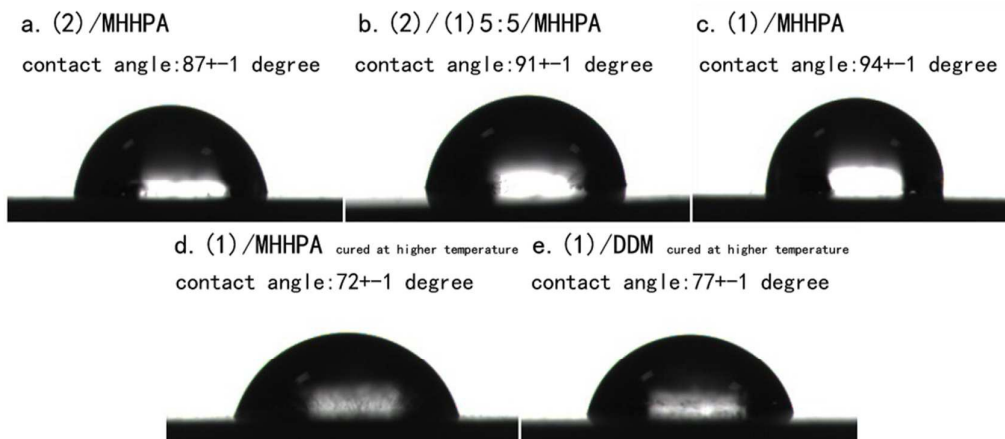 a. (2)/MHHPA
contact angle:87+-1 degree
b. (2)/(1)5:5/MHHPA
contact angle:91+-1 degree
c. (1)/MHHPA
contact angle:94+-1 degree
d. (1)/MHHPA cured at higher temperature
contact angle:72+-1 degree
e. (1)/DDM cured at higher temperature
contact angle:77+-1 degree